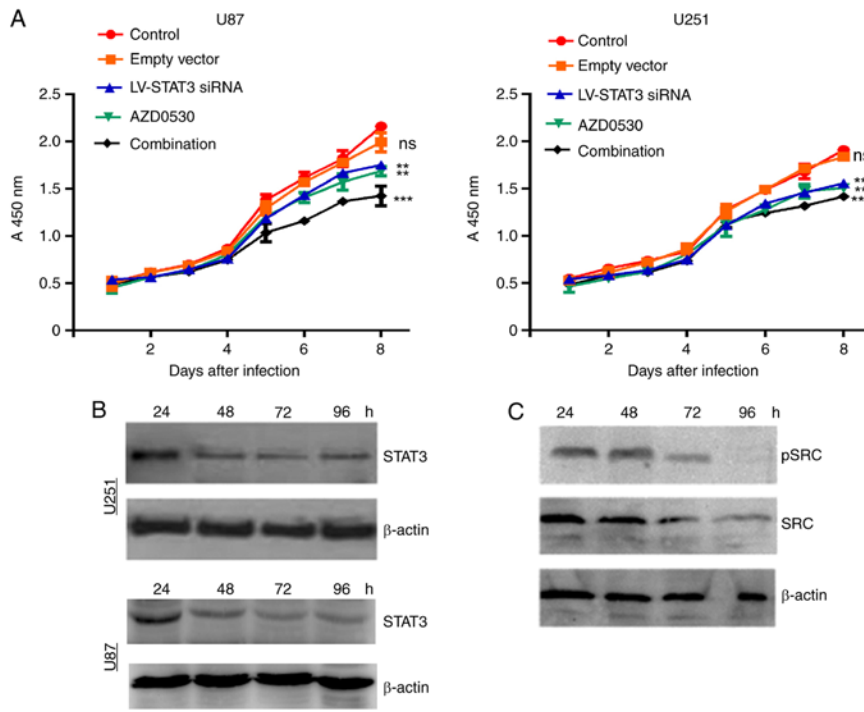 A
U87
Control
Empty vector
LV-STAT3 siRNA
AZD0530
Combination
2.5
2.0
1.5
1.0
0.5
0
A 450 nm
ns
**
**
***
2 4 6 8
Days after infection
U251
Control
Empty vector
LV-STAT3 siRNA
AZD0530
Combination
2.5
2.0
1.5
1.0
0.5
0
A 450 nm
ns
2 4 6 8
Days after infection
B
24 48 72 96 h
STAT3
U251
β-actin
24 48 72 96
STAT3
U87
β-actin
C
24 48 72 96 h
pSRC
SRC
β-actin